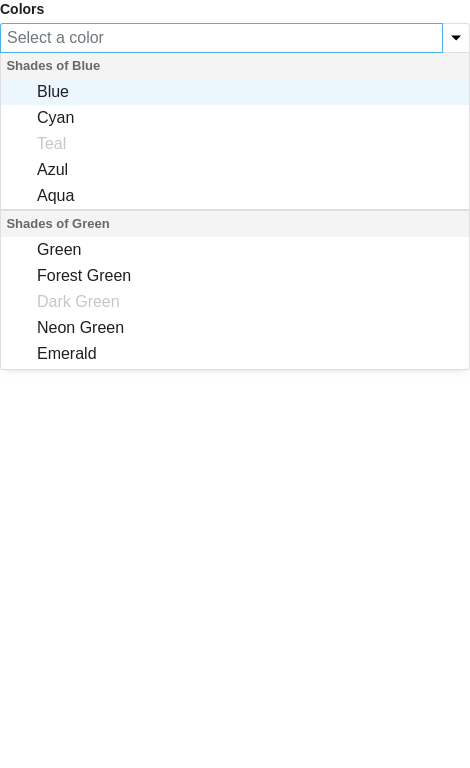 Colors
Select a color
Shades of Blue
Blue
Cyan
Teal
Azul
Aqua
Shades of Green
Green
Forest Green
Dark Green
Neon Green
Emerald